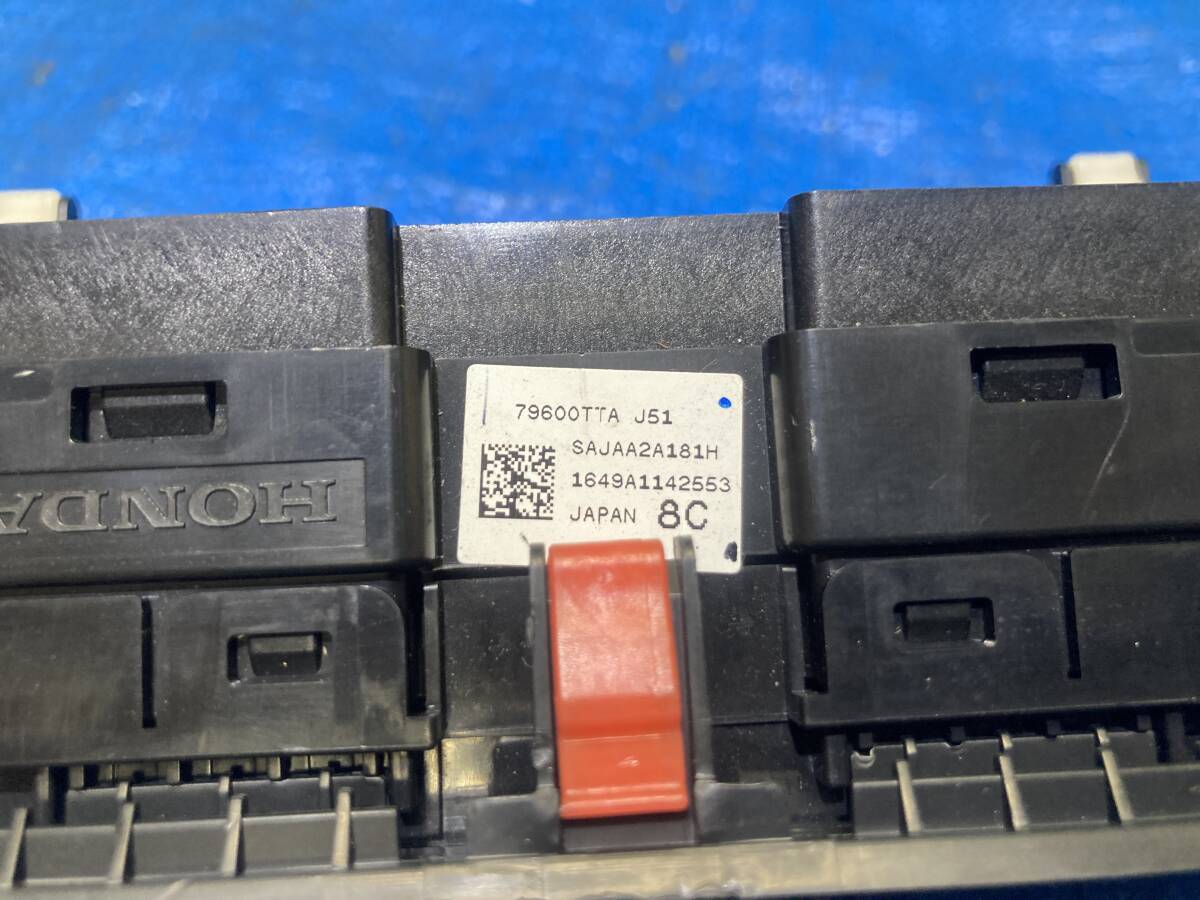 79600TTA J51
SAJAA2A181H
1649A1142553
JAPAN 8C
HONDA